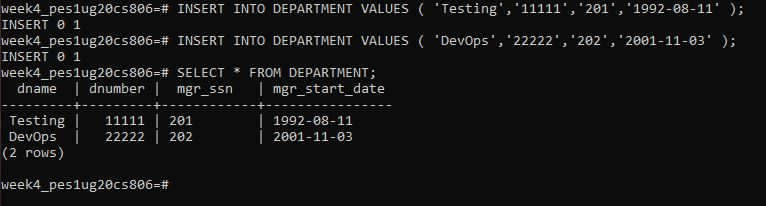 week4_pes1ug20cs806=# INSERT INTO DEPARTMENT VALUES ( 'Testing','11111','201','1992-08-11' );
INSERT 0 1
week4_pes1ug20cs806=# INSERT INTO DEPARTMENT VALUES ( 'DevOps','22222','202','2001-11-03' );
INSERT 0 1
week4_pes1ug20cs806=# SELECT * FROM DEPARTMENT;
  dname  | dnumber |  mgr_ssn  | mgr_start_date
---------+---------+-----------+----------------
 Testing |   11111 | 201       | 1992-08-11
 DevOps  |   22222 | 202       | 2001-11-03
(2 rows)
week4_pes1ug20cs806=#